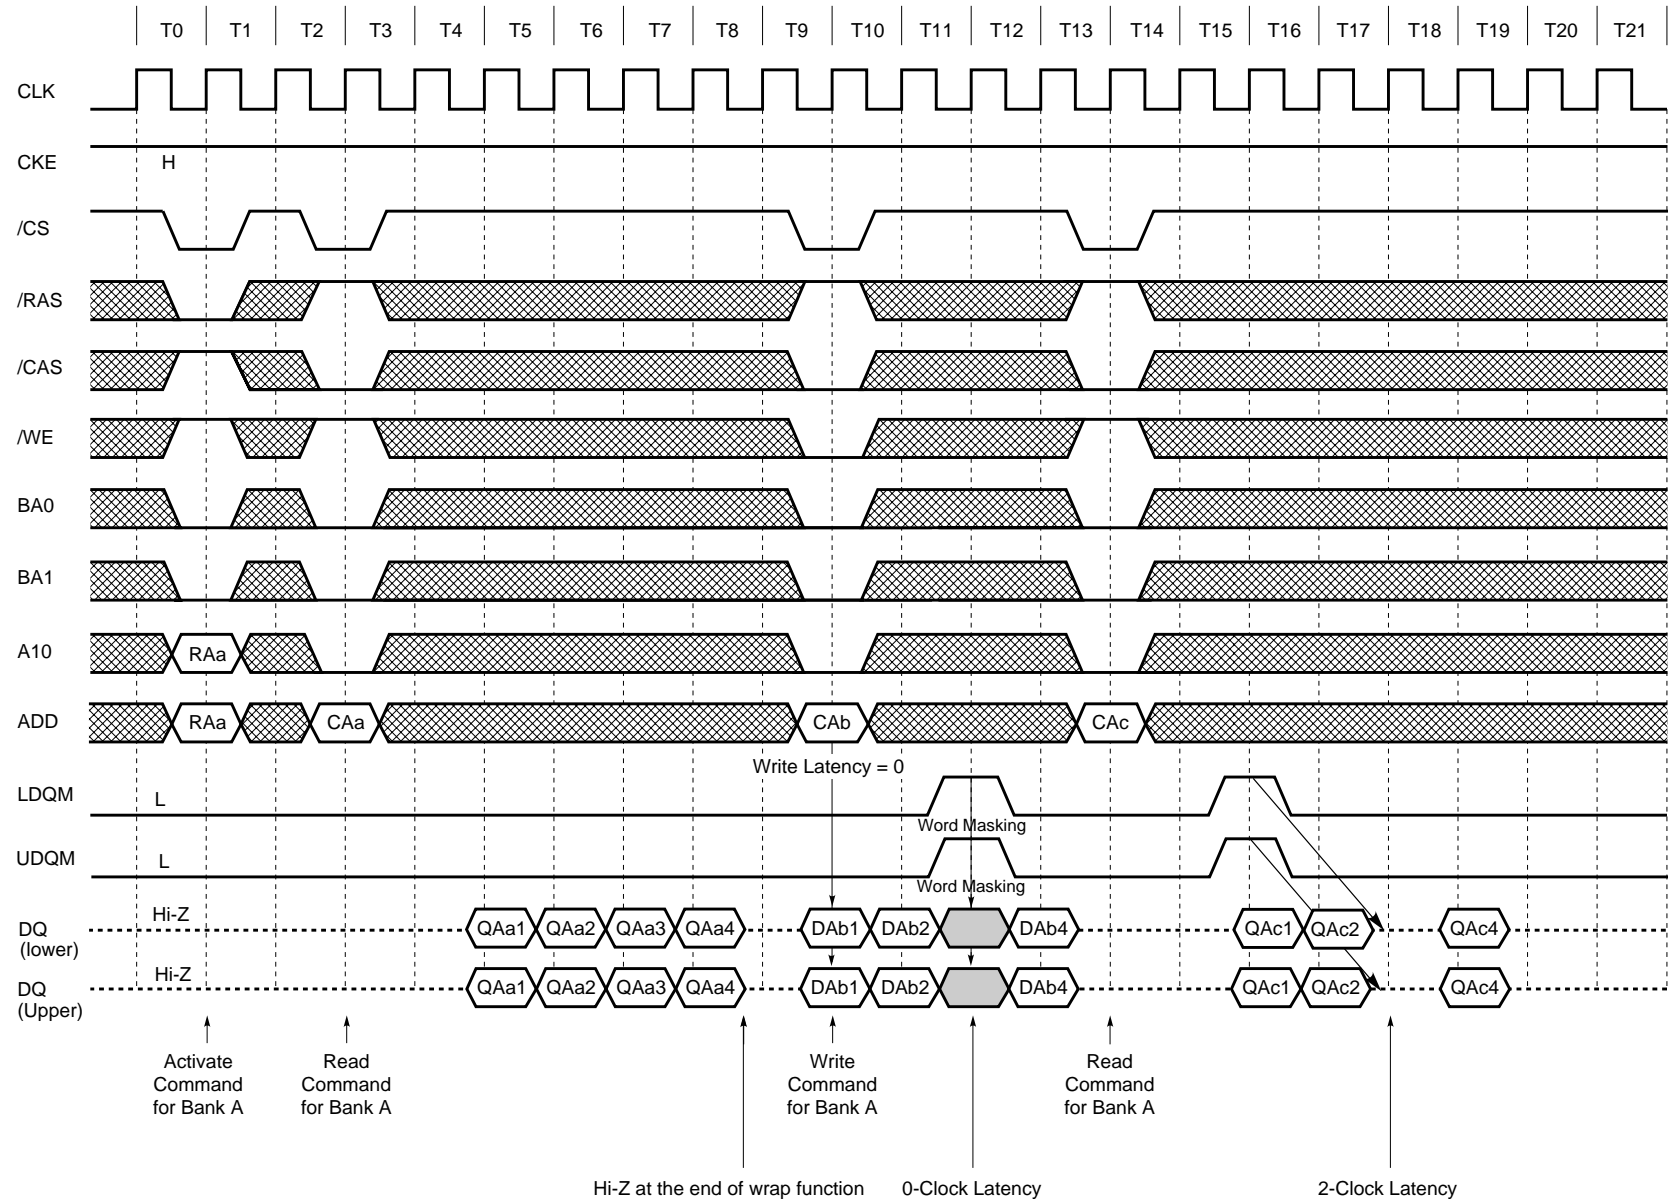 T0 T1 T2 T3 T4 T5 T6 T7 T8 T9 T10 T11 T12 T13 T14 T15 T16 T17 T18 T19 T20 T21
CLK
CKE H
/CS
/RAS
/CAS
/WE
BA0
BA1
A10 RAa
ADD RAa CAa CAb CAc
Write Latency = 0
LDQM L
Word Masking
UDQM L
Word Masking
Hi-Z
DQ (lower) QAa1 QAa2 QAa3 QAa4 DAb1 DAb2 DAb4 QAc1 QAc2 QAc4
Hi-Z
DQ (Upper) QAa1 QAa2 QAa3 QAa4 DAb1 DAb2 DAb4 QAc1 QAc2 QAc4
Activate Command for Bank A
Read Command for Bank A
Write Command for Bank A
Read Command for Bank A
Hi-Z at the end of wrap function 0-Clock Latency 2-Clock Latency